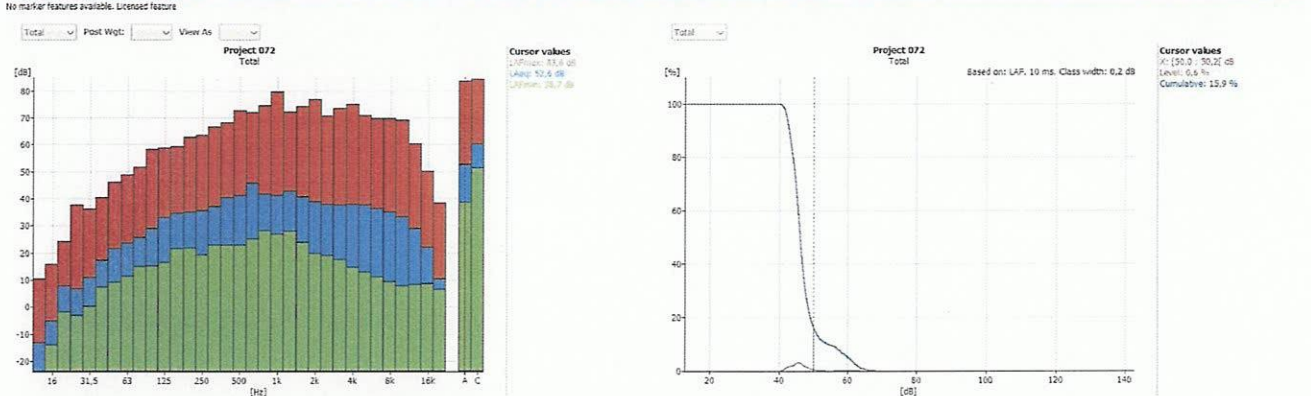 No marker features available. Licensed feature
Total Post Wgt: View As
Project 072
Total
[dB]
80
70
60
50
40
30
20
10
0
-10
-20
16 31,5 63 125 250 500 1k 2k 4k 8k 16k A C
[Hz]
Cursor values
LAFmax: 83,6 dB
LAeq: 52,6 dB
LAFmin: 38,7 dB
Total
Project 072
Total
Based on: LAF, 10 ms. Class width: 0,2 dB
[%]
100
80
60
40
20
0
20 40 60 80 100 120 140
[dB]
Cursor values
X: [50.0 ; 50,2[ dB
Level: 0,6 %
Cumulative: 15,9 %